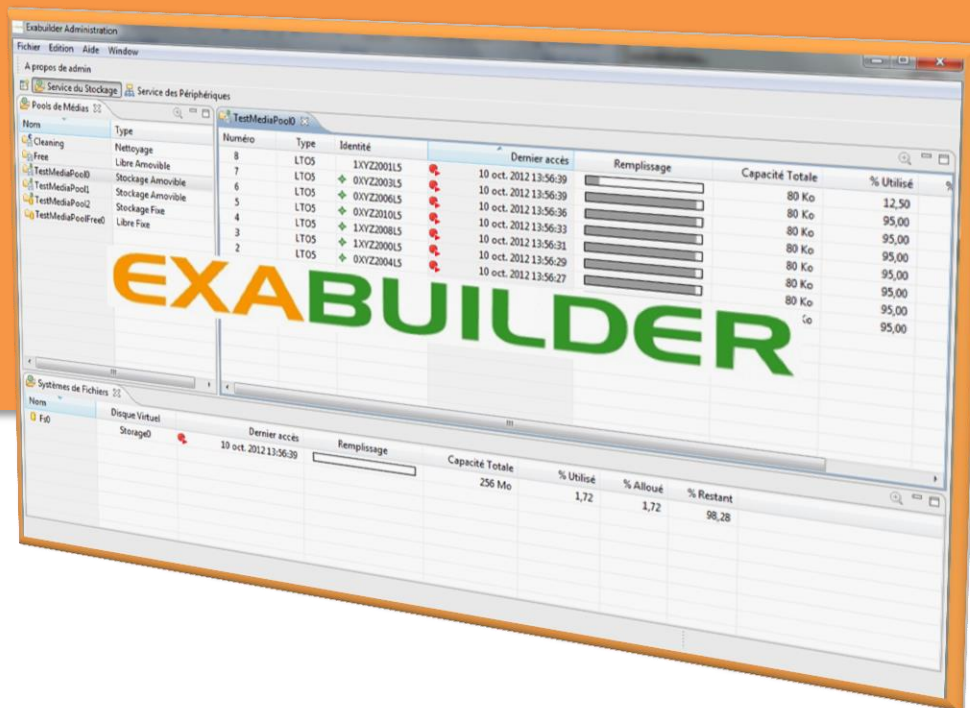 Exabuilder Administration
Fichier Edition Aide Window
A propos de admin
Service du Stockage Service des Périphériques
Pools de Médias
Nom Type
Cleaning Nettoyage
Free Libre Amovible
TestMediaPool0 Stockage Amovible
TestMediaPool1 Stockage Amovible
TestMediaPool2 Stockage Fixe
TestMediaPoolFree0 Libre Fixe
TestMediaPool0
Numéro Type Identité Dernier accès Remplissage Capacité Totale % Utilisé %
8 LTO5 1XYZ2001L5 10 oct. 2012 13:56:39 80 Ko 12,50
7 LTO5 0XYZ2003L5 10 oct. 2012 13:56:39 80 Ko 95,00
6 LTO5 0XYZ2006L5 10 oct. 2012 13:56:36 80 Ko 95,00
5 LTO5 0XYZ2010L5 10 oct. 2012 13:56:33 80 Ko 95,00
4 LTO5 1XYZ2008L5 10 oct. 2012 13:56:31 80 Ko 95,00
3 LTO5 1XYZ2000L5 10 oct. 2012 13:56:29 80 Ko 95,00
2 LTO5 0XYZ2004L5 10 oct. 2012 13:56:27 80 Ko 95,00
EXABUILDER
Systèmes de Fichiers
Nom Disque Virtuel Dernier accès Remplissage Capacité Totale % Utilisé % Alloué % Restant
Fs0 Storage0 10 oct. 2012 13:56:39 256 Mo 1,72 1,72 98,28